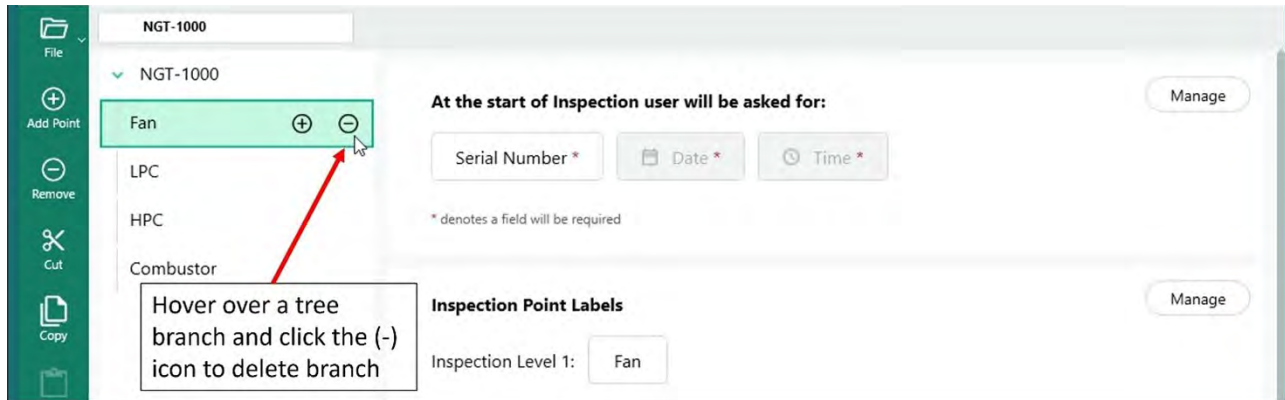 File
Add Point
Remove
Cut
Copy
NGT-1000
NGT-1000
Fan
LPC
HPC
Combustor
Hover over a tree
branch and click the (-)
icon to delete branch
At the start of Inspection user will be asked for:
Manage
Serial Number *
Date *
Time *
* denotes a field will be required
Inspection Point Labels
Manage
Inspection Level 1:
Fan